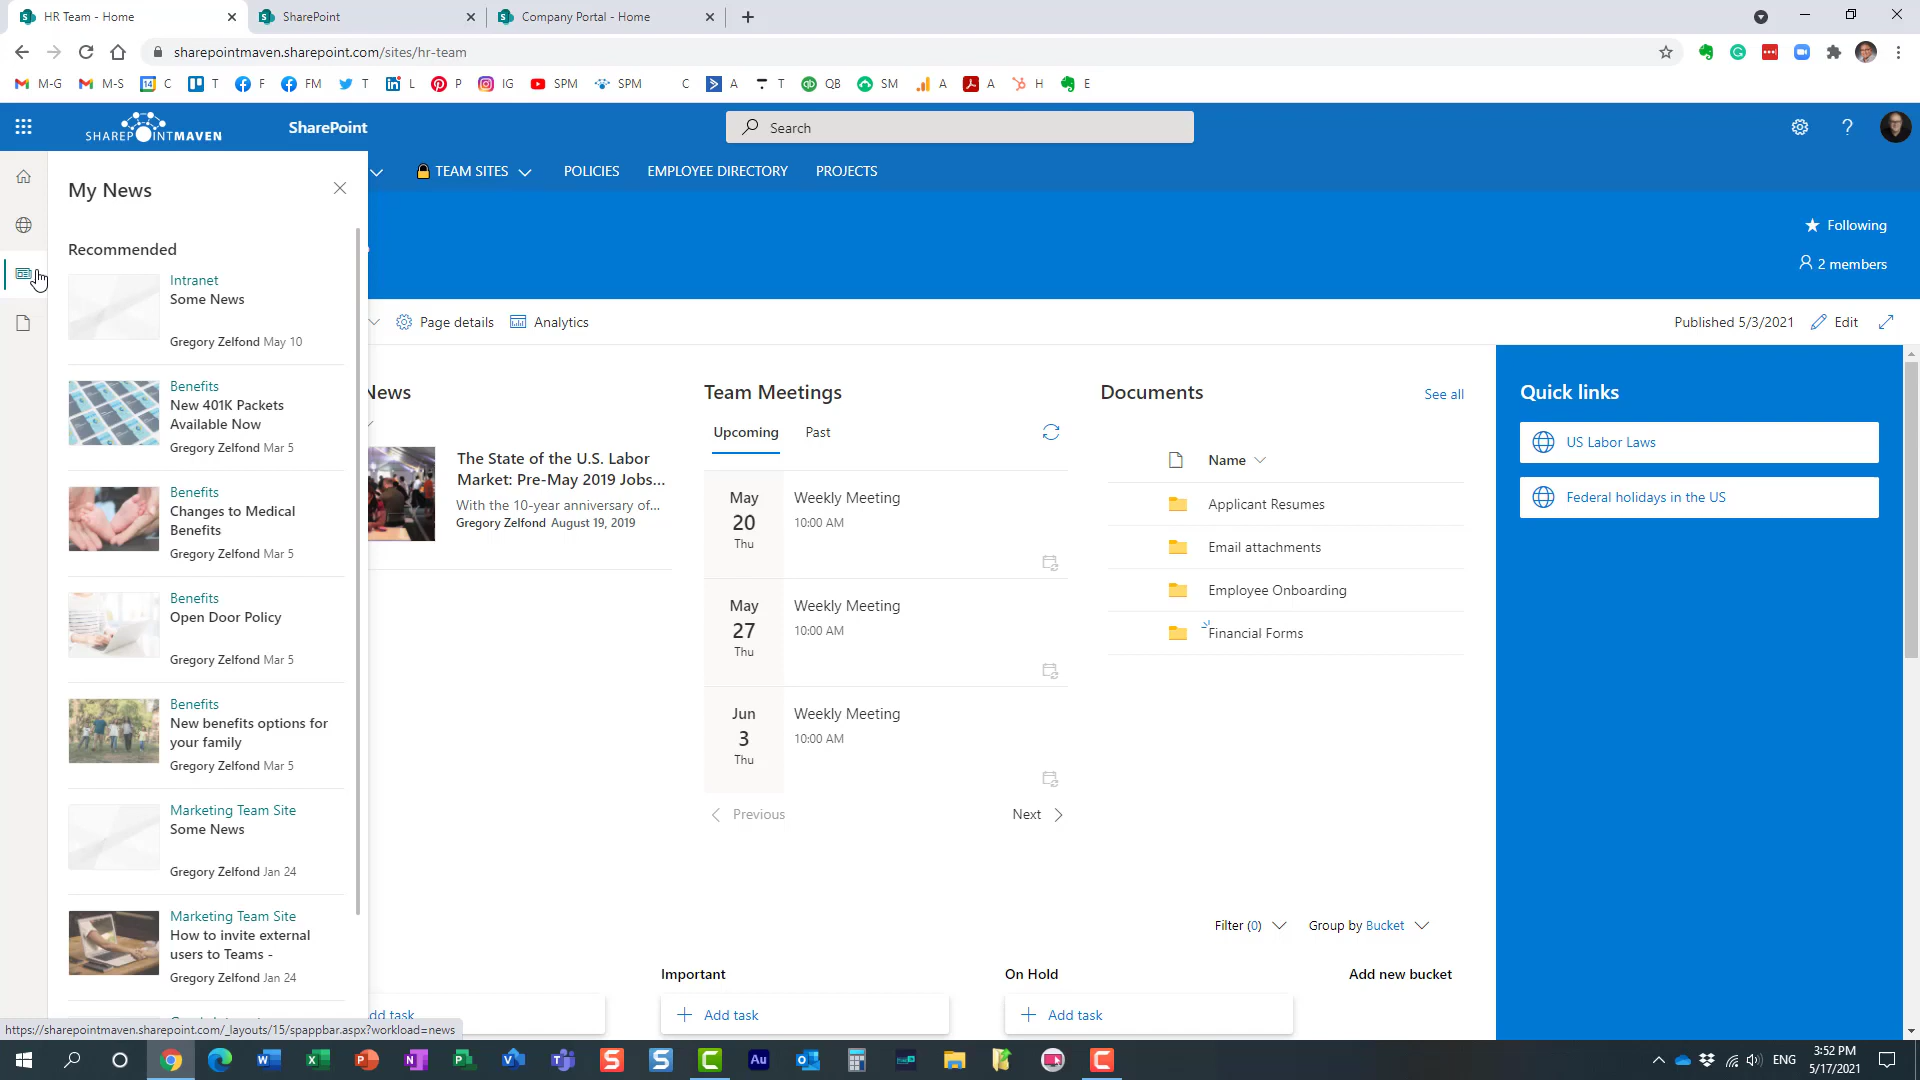 HR Team - Home
SharePoint
Company Portal - Home
sharepointmaven.sharepoint.com/sites/hr-team
M-G
M-S
C
T
F
FM
T
L
P
IG
SPM
SPM
C
A
T
QB
SM
A
A
H
E
SHAREPOINTMAVEN
SharePoint
Search
TEAM SITES
POLICIES
EMPLOYEE DIRECTORY
PROJECTS
Following
2 members
My News
Recommended
Intranet
Some News
Gregory Zelfond May 10
Benefits
New 401K Packets
Available Now
Gregory Zelfond Mar 5
Benefits
Changes to Medical
Benefits
Gregory Zelfond Mar 5
Benefits
Open Door Policy
Gregory Zelfond Mar 5
Benefits
New benefits options for
your family
Gregory Zelfond Mar 5
Marketing Team Site
Some News
Gregory Zelfond Jan 24
Marketing Team Site
How to invite external
users to Teams -
Gregory Zelfond Jan 24
Page details
Analytics
Published 5/3/2021
Edit
News
The State of the U.S. Labor
Market: Pre-May 2019 Jobs...
With the 10-year anniversary of...
Gregory Zelfond August 19, 2019
Team Meetings
Upcoming
Past
May
20
Thu
Weekly Meeting
10:00 AM
May
27
Thu
Weekly Meeting
10:00 AM
Jun
3
Thu
Weekly Meeting
10:00 AM
Previous
Next
Documents
See all
Name
Applicant Resumes
Email attachments
Employee Onboarding
Financial Forms
Quick links
US Labor Laws
Federal holidays in the US
Filter (0)
Group by Bucket
Important
On Hold
Add new bucket
dd task
Add task
Add task
https://sharepointmaven.sharepoint.com/_layouts/15/spappbar.aspx?workload=news
ENG
3:52 PM
5/17/2021